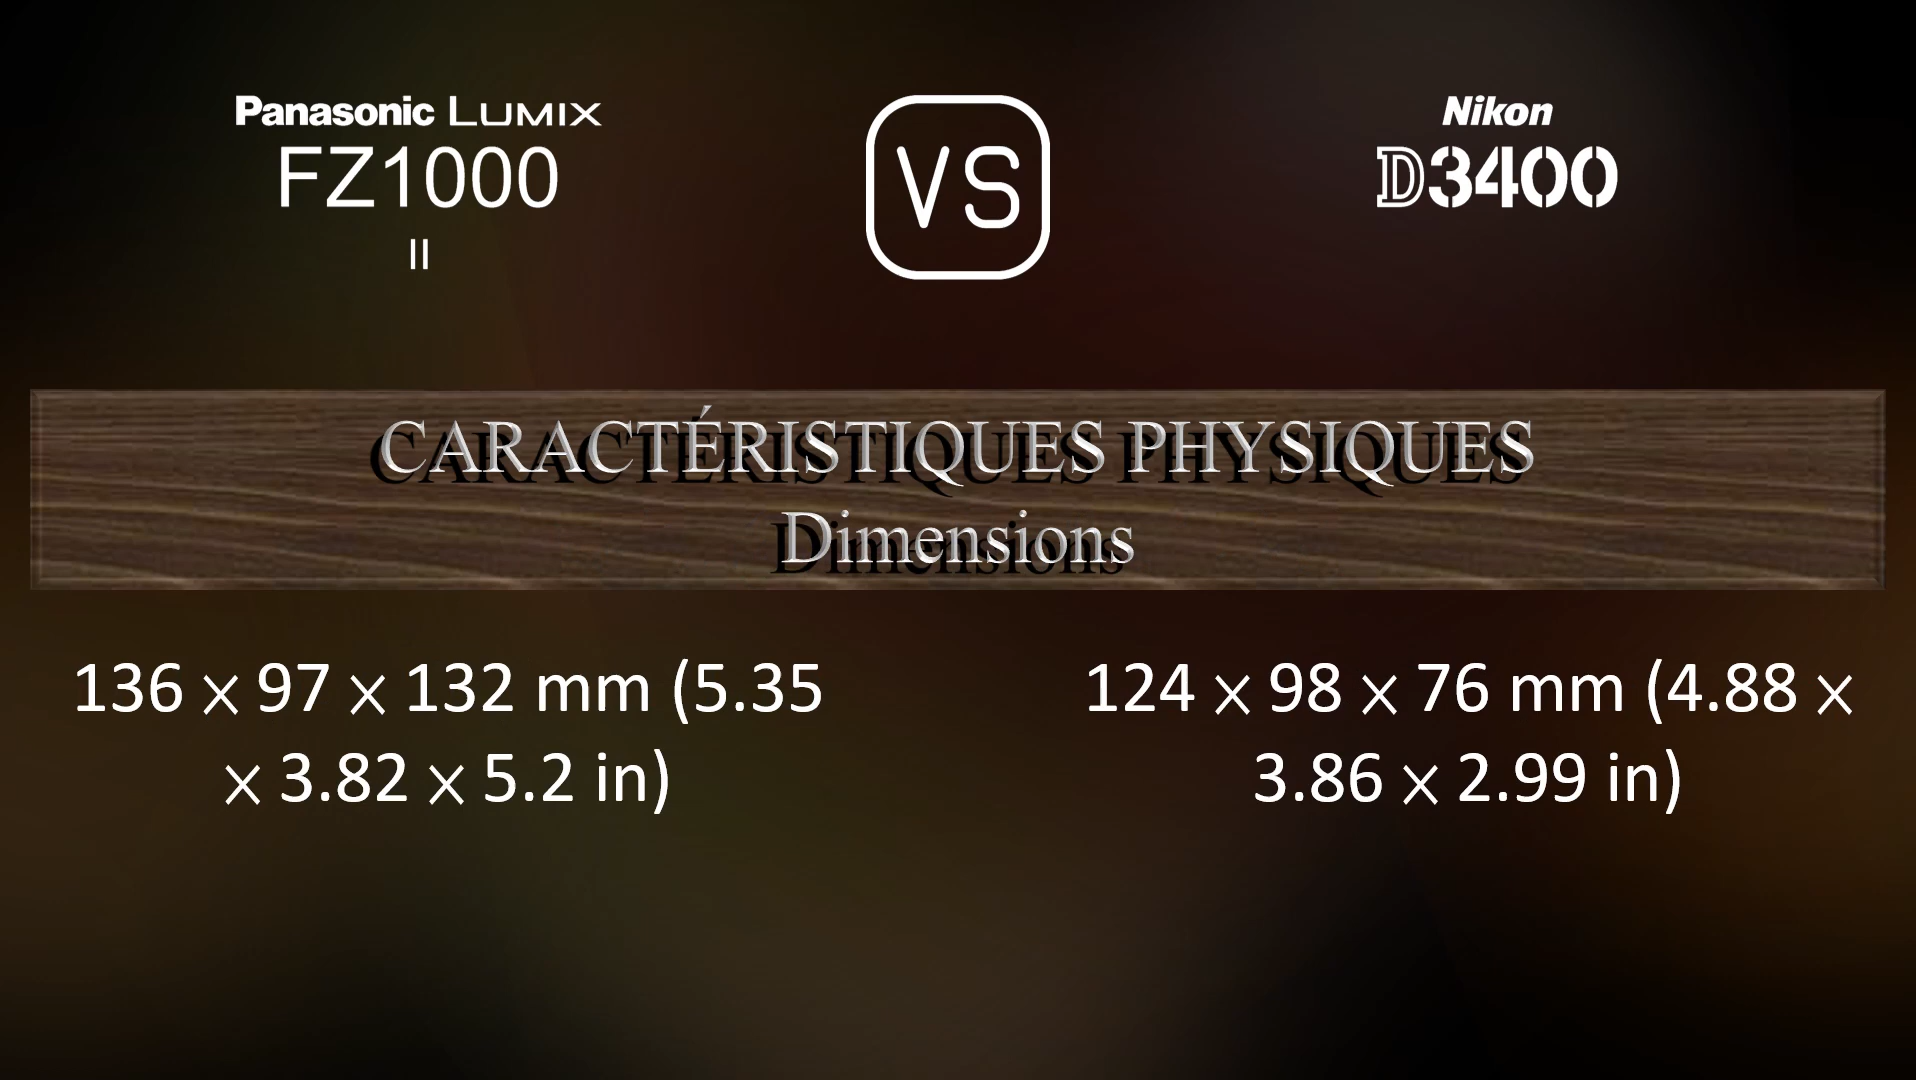 Panasonic LUMIX
FZ1000
II
VS
Nikon
D3400
CARACTÉRISTIQUES PHYSIQUES
Dimensions
136 x 97 x 132 mm (5.35
x 3.82 x 5.2 in)
124 x 98 x 76 mm (4.88 x
3.86 x 2.99 in)